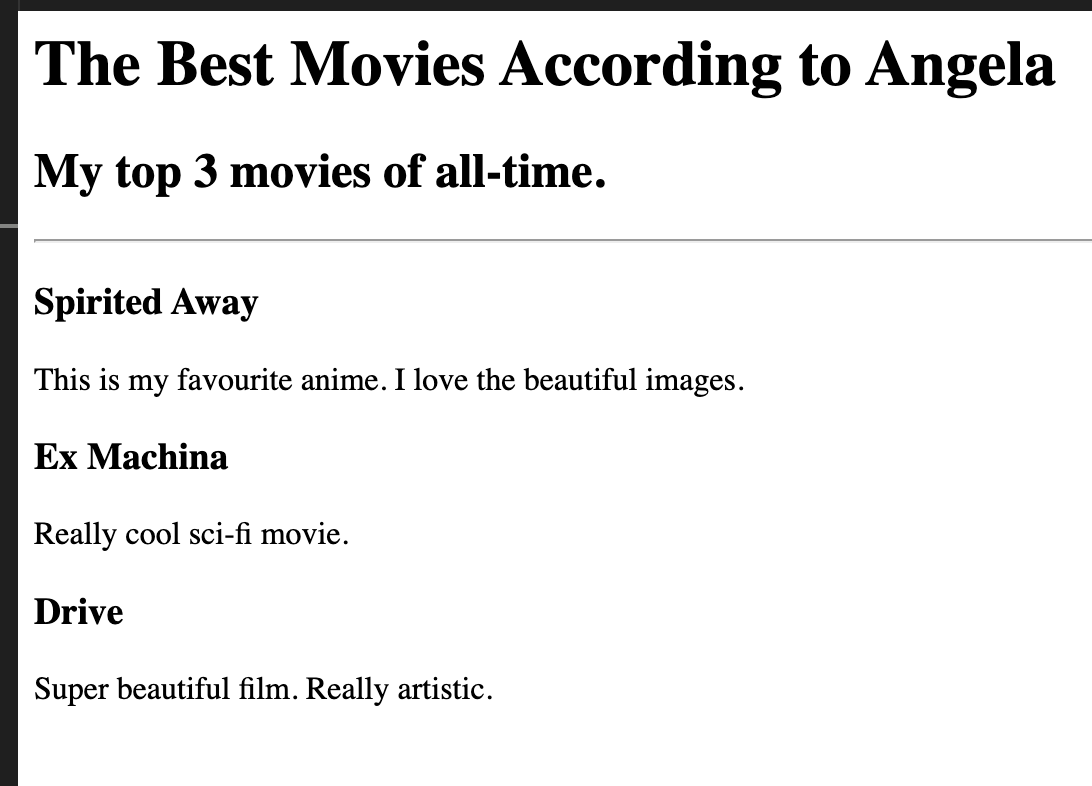 The Best Movies According to Angela
My top 3 movies of all-time.
Spirited Away
This is my favourite anime. I love the beautiful images.
Ex Machina
Really cool sci-fi movie.
Drive
Super beautiful film. Really artistic.